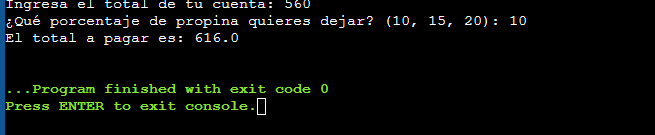 Ingresa el total de tu cuenta: 560
¿Qué porcentaje de propina quieres dejar? (10, 15, 20): 10
El total a pagar es: 616.0
...Program finished with exit code 0
Press ENTER to exit console.